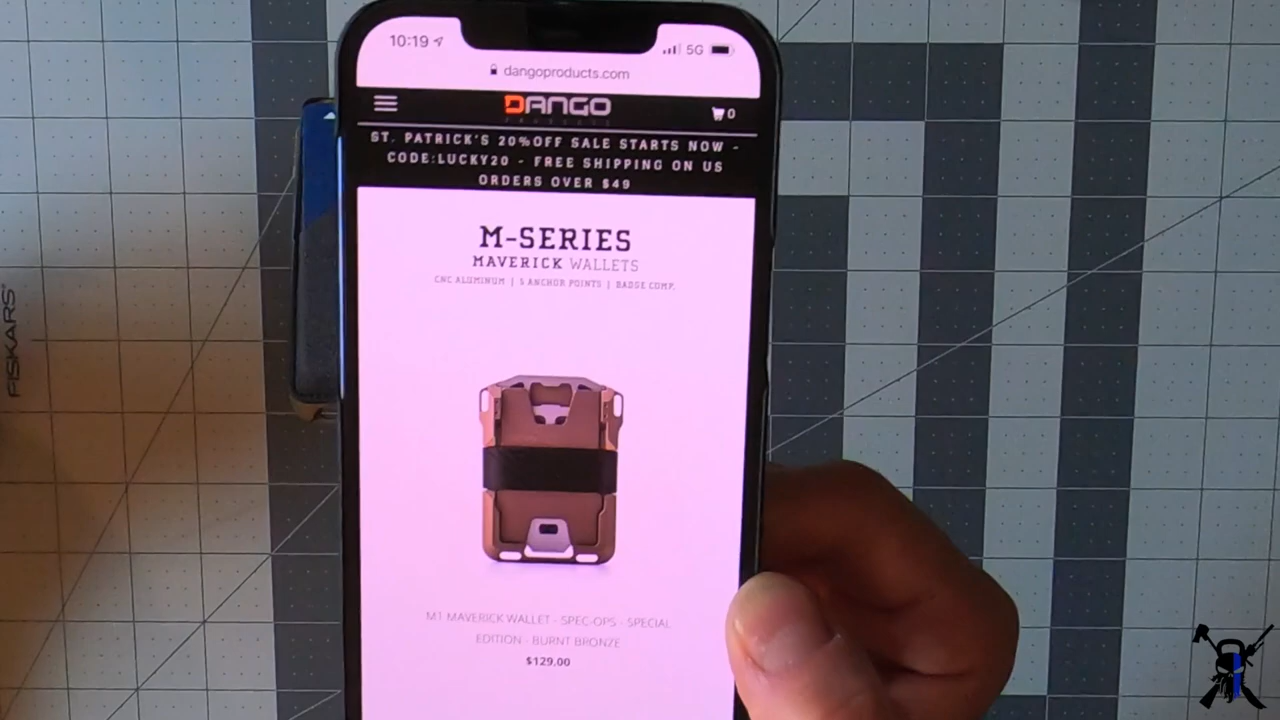 10:19
5G
dangoproducts.com
DANGO
0
ST. PATRICK'S 20%OFF SALE STARTS NOW -
CODE:LUCKY20 - FREE SHIPPING ON US
ORDERS OVER $49
M-SERIES
MAVERICK WALLETS
CNC ALUMINUM | 5 ANCHOR POINTS | BADGE COMP.
M1 MAVERICK WALLET - SPEC-OPS - SPECIAL
EDITION - BURNT BRONZE
$129.00
FISKARS®